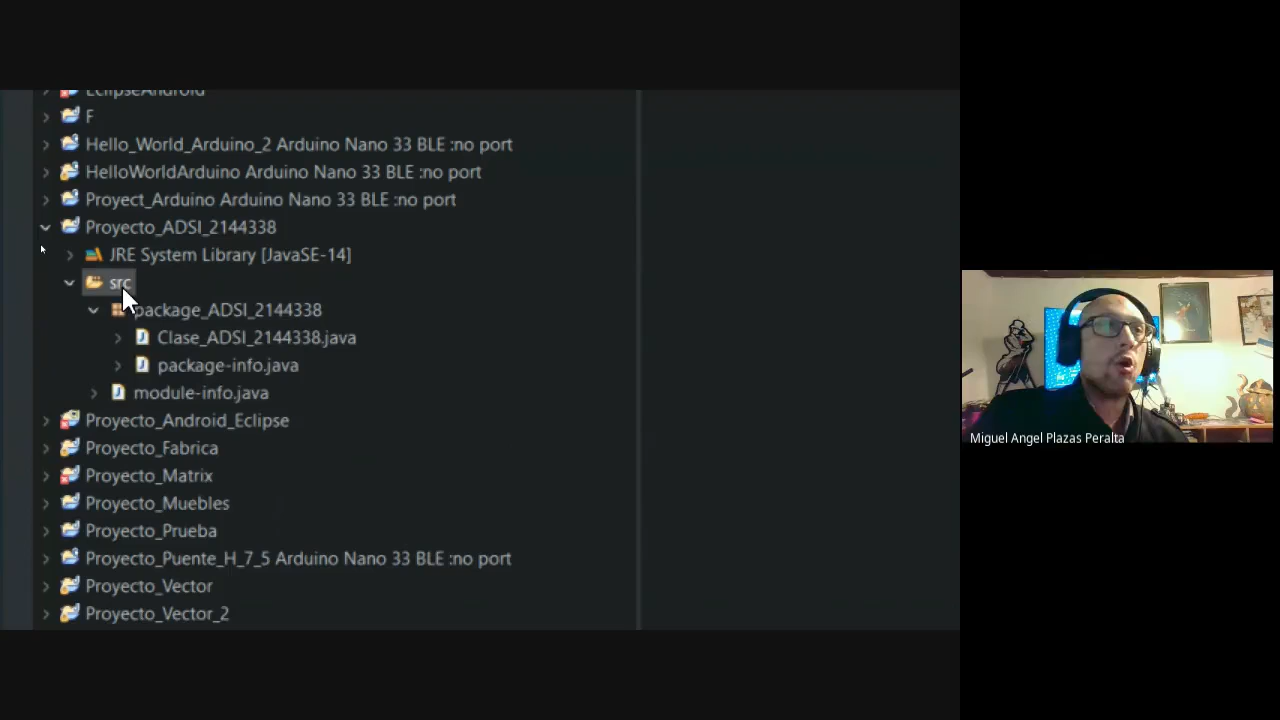 EclipseAndroid
F
Hello_World_Arduino_2 Arduino Nano 33 BLE :no port
HelloWorldArduino Arduino Nano 33 BLE :no port
Proyect_Arduino Arduino Nano 33 BLE :no port
Proyecto_ADSI_2144338
JRE System Library [JavaSE-14]
src
package_ADSI_2144338
Clase_ADSI_2144338.java
package-info.java
module-info.java
Proyecto_Android_Eclipse
Proyecto_Fabrica
Proyecto_Matrix
Proyecto_Muebles
Proyecto_Prueba
Proyecto_Puente_H_7_5 Arduino Nano 33 BLE :no port
Proyecto_Vector
Proyecto_Vector_2
Miguel Angel Plazas Peralta